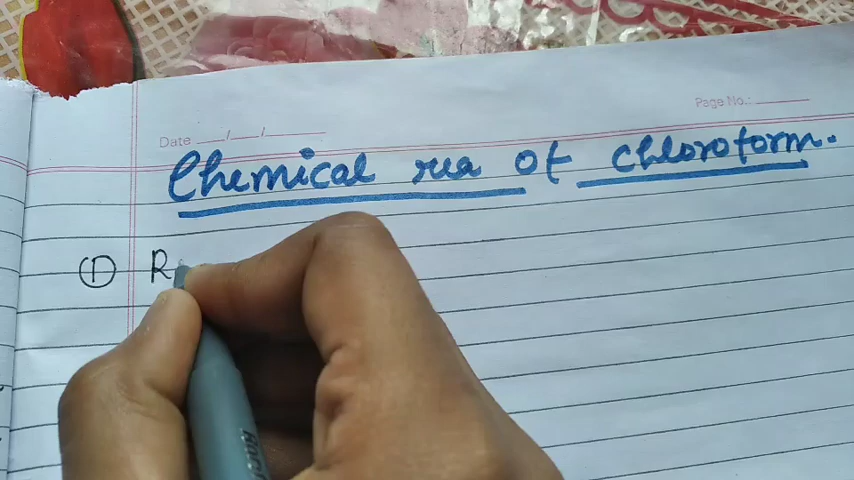 Page No.:
Date / /
Chemical rea of Chloroform.
① R